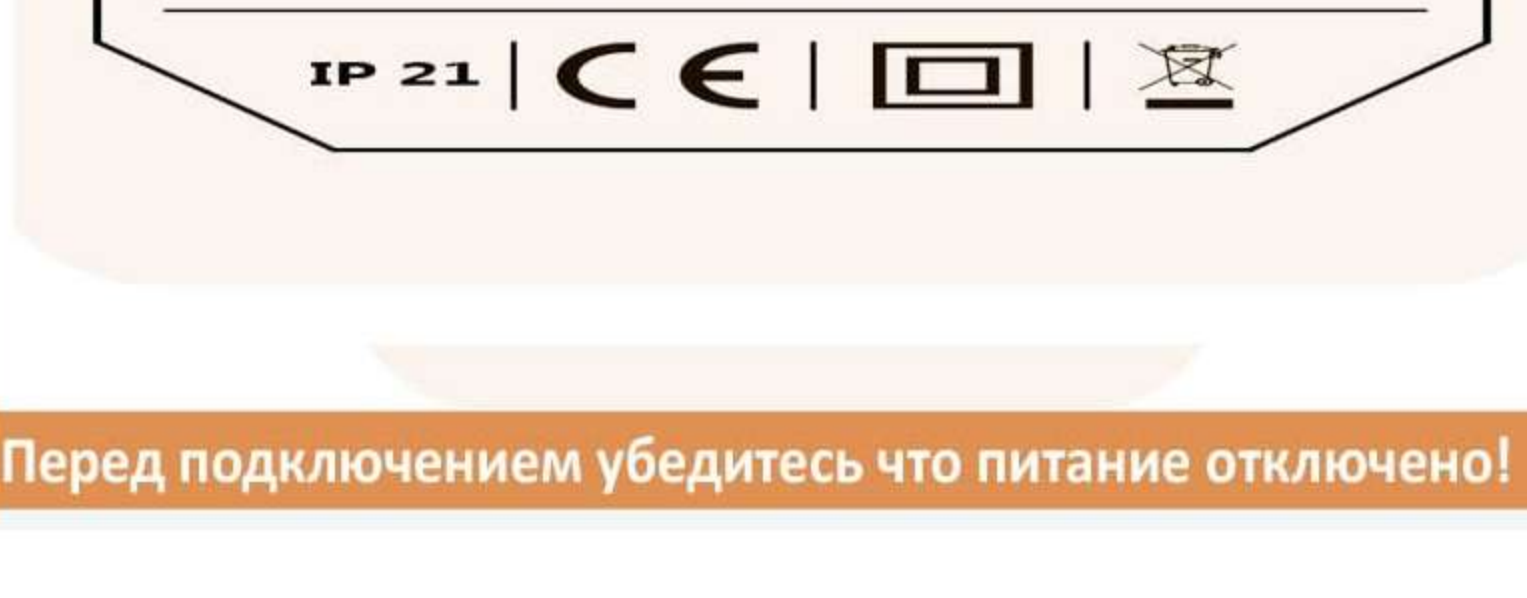 IP 21 | CE
Перед подключением убедитесь что питание отключено!